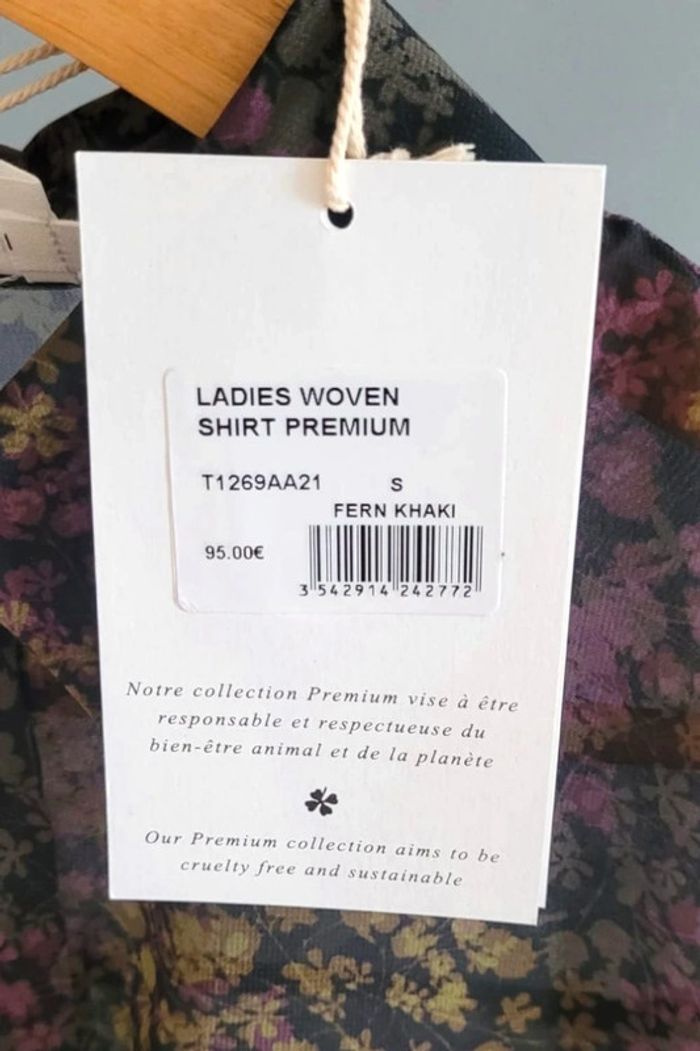 LADIES WOVEN
SHIRT PREMIUM
T1269AA21 S
FERN KHAKI
95.00€
3 542914 242772
Notre collection Premium vise à être
responsable et respectueuse du
bien-être animal et de la planète
Our Premium collection aims to be
cruelty free and sustainable